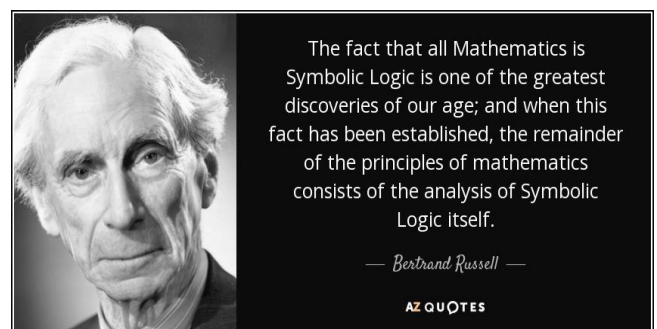 The fact that all Mathematics is
Symbolic Logic is one of the greatest
discoveries of our age; and when this
fact has been established, the remainder
of the principles of mathematics
consists of the analysis of Symbolic
Logic itself.
— Bertrand Russell —
AZ QUOTES